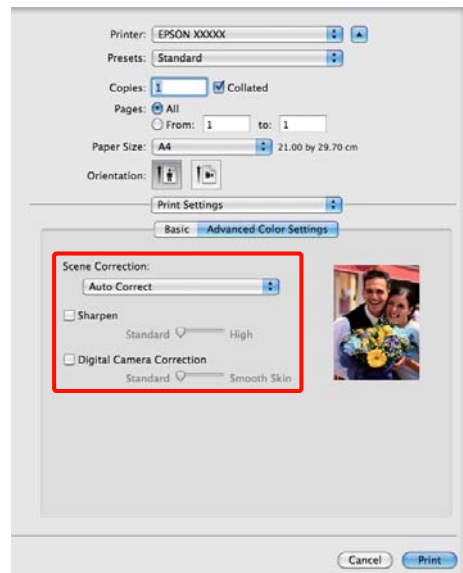 Printer: EPSON XXXXX
Presets: Standard
Copies: 1 Collated
Pages: All
From: 1 to: 1
Paper Size: A4 21.00 by 29.70 cm
Orientation:
Print Settings
Basic Advanced Color Settings
Scene Correction:
Auto Correct
Sharpen
Standard High
Digital Camera Correction
Standard Smooth Skin
Cancel Print